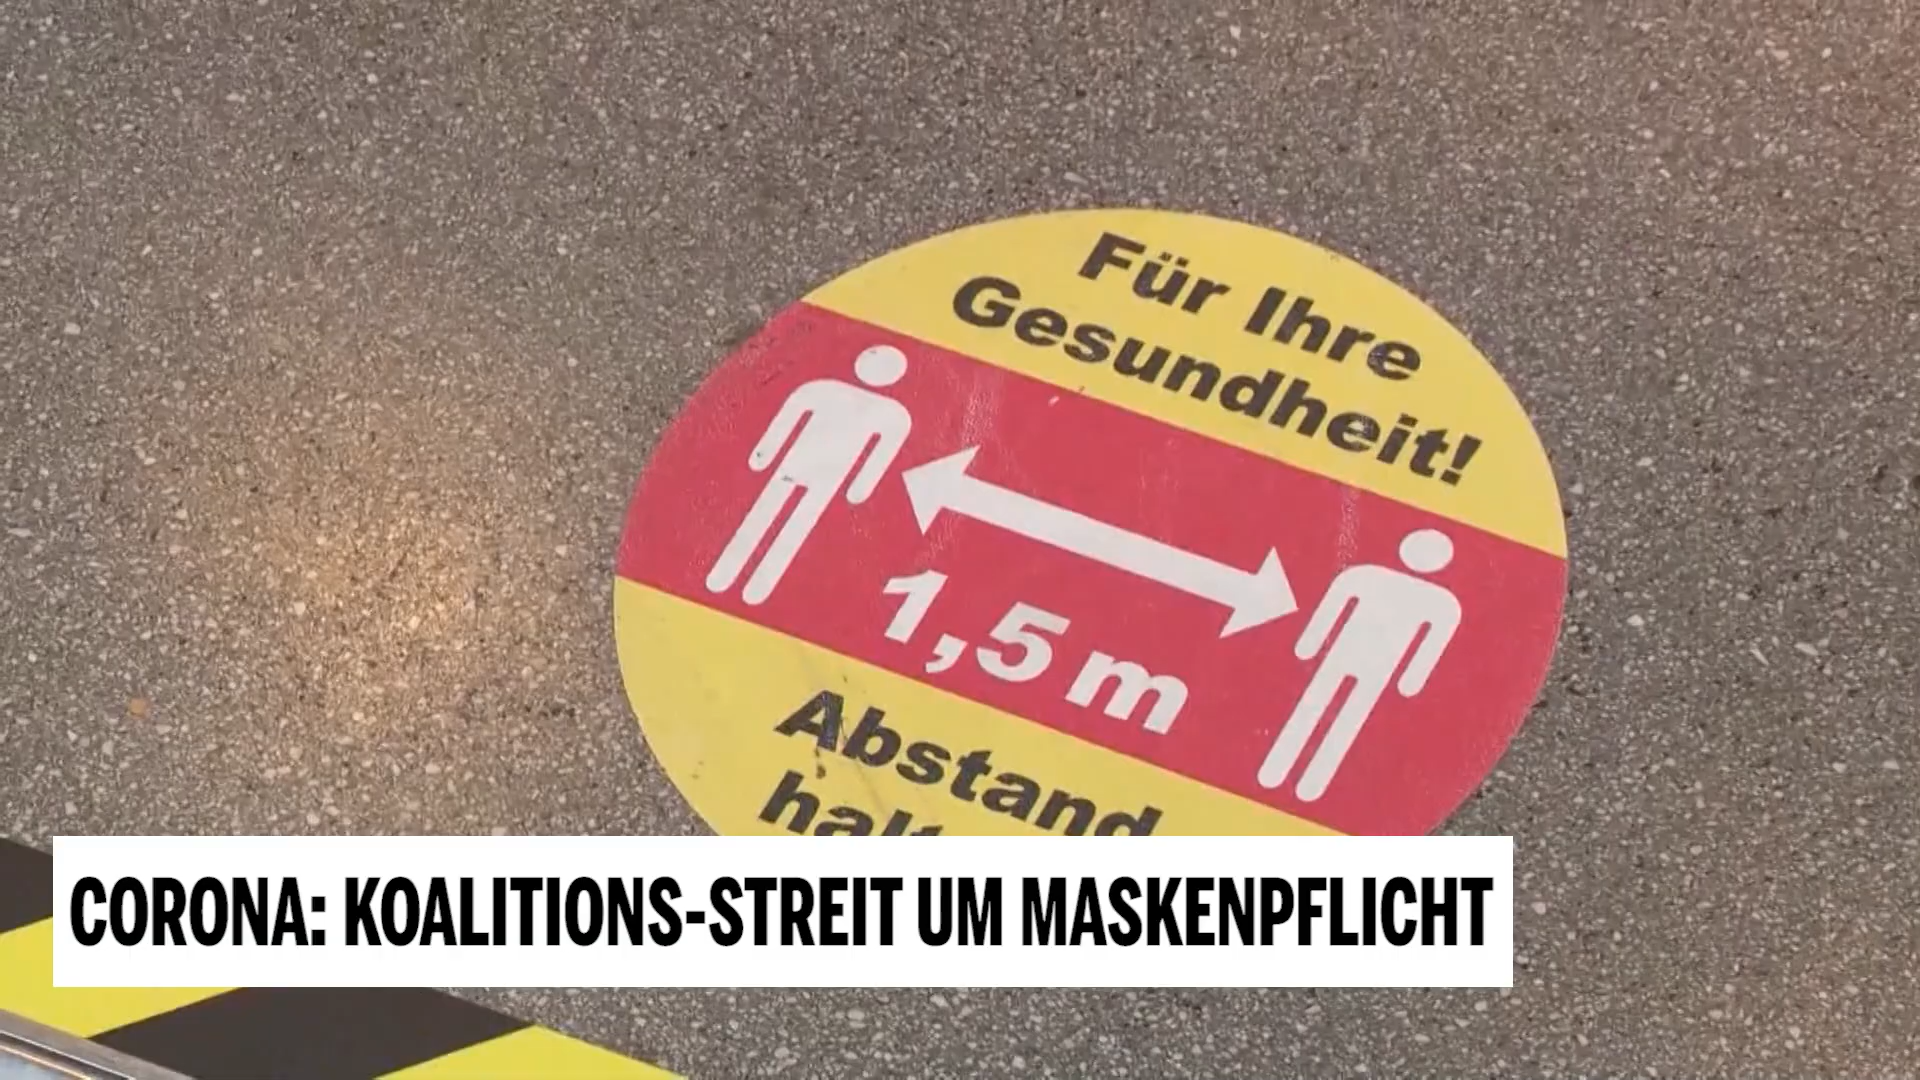 Für Ihre
Gesundheit!
1,5 m
Abstand
CORONA: KOALITIONS-STREIT UM MASKENPFLICHT